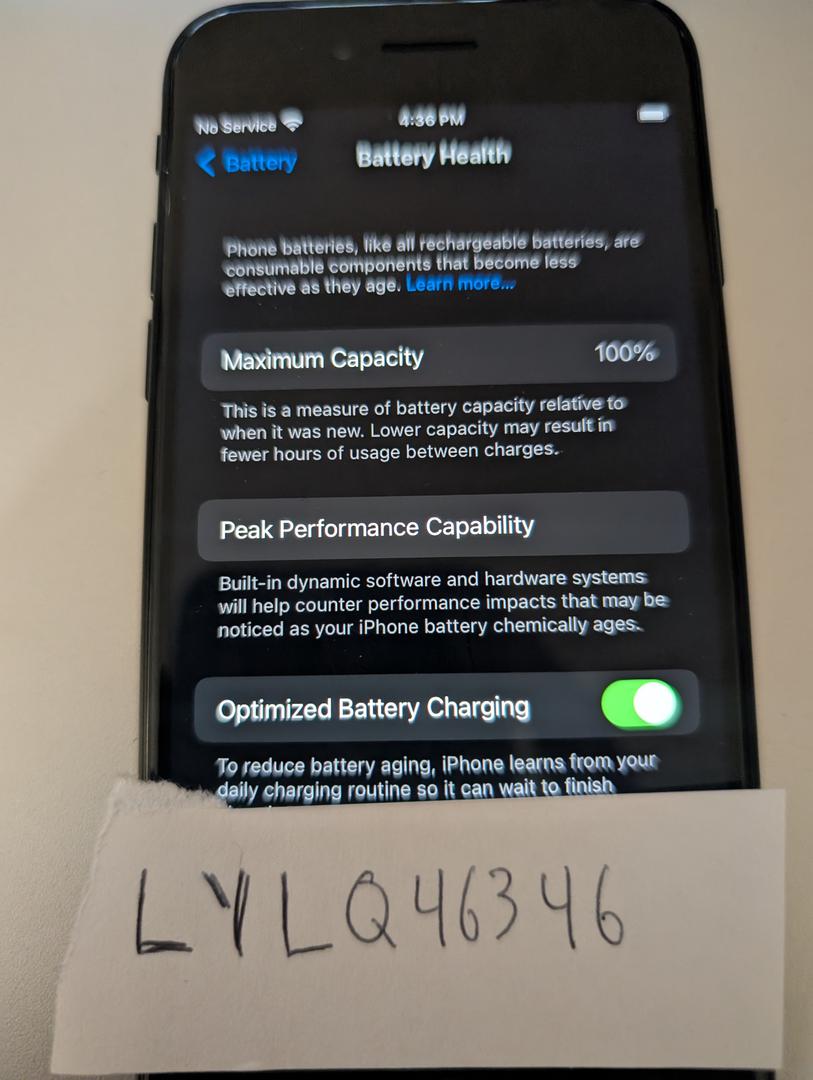 No Service 4:36 PM
Battery Battery Health
Phone batteries, like all rechargeable batteries, are
consumable components that become less
effective as they age. Learn more...
Maximum Capacity 100%
This is a measure of battery capacity relative to
when it was new. Lower capacity may result in
fewer hours of usage between charges.
Peak Performance Capability
Built-in dynamic software and hardware systems
will help counter performance impacts that may be
noticed as your iPhone battery chemically ages.
Optimized Battery Charging
To reduce battery aging, iPhone learns from your
daily charging routine so it can wait to finish
LYLQ46346